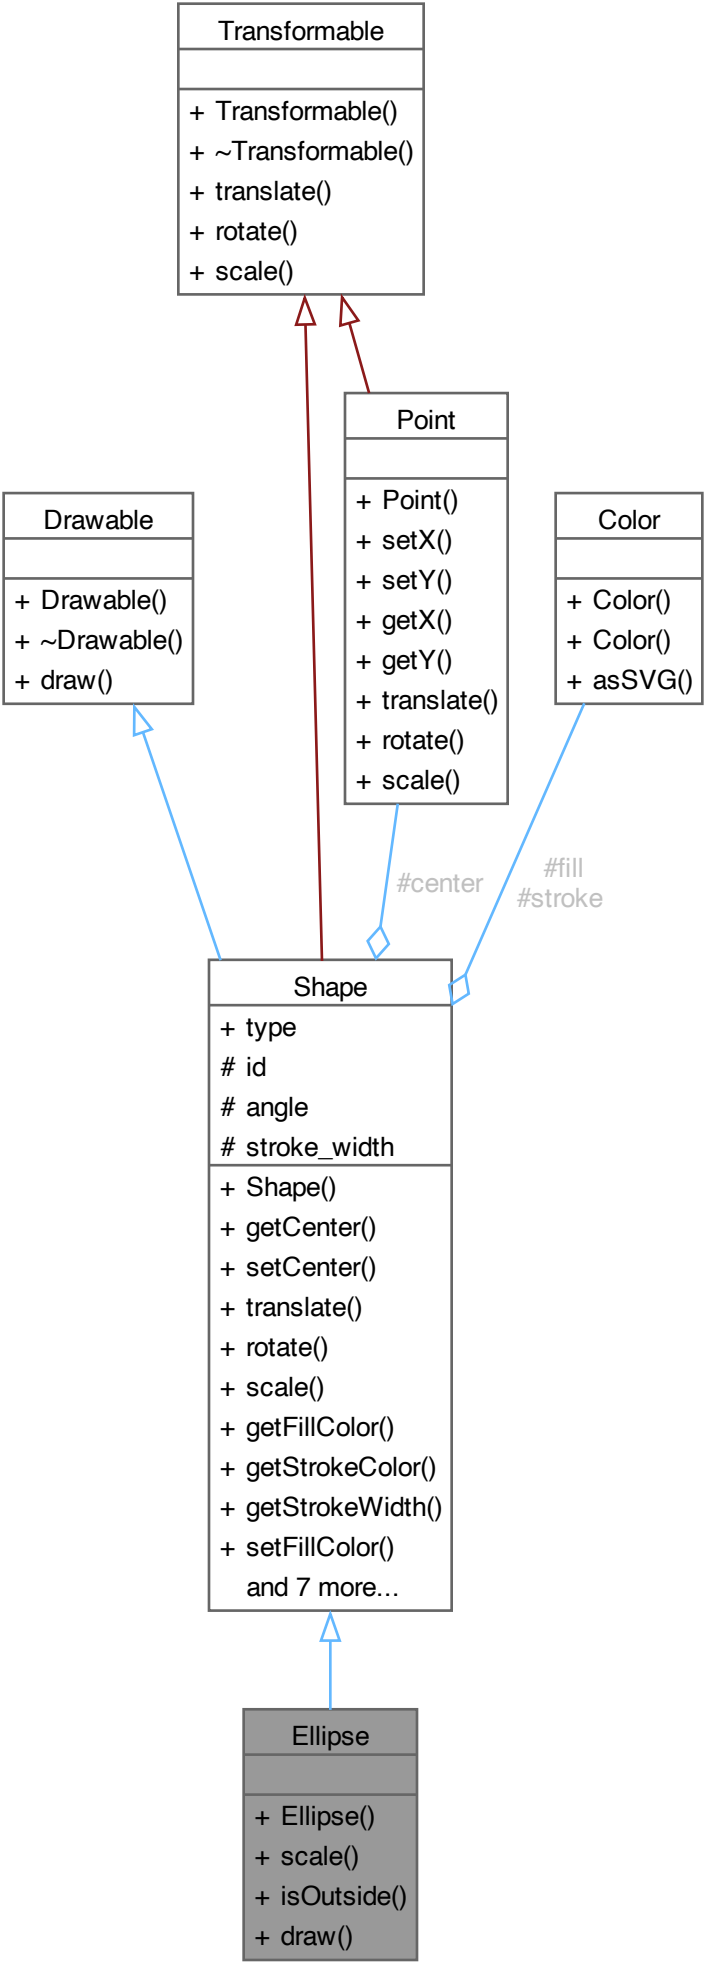 Transformable
+ Transformable()
+ ~Transformable()
+ translate()
+ rotate()
+ scale()
Point
+ Point()
+ setX()
+ setY()
+ getX()
+ getY()
+ translate()
+ rotate()
+ scale()
Drawable
+ Drawable()
+ ~Drawable()
+ draw()
Color
+ Color()
+ Color()
+ asSVG()
#center
#fill
#stroke
Shape
+ type
# id
# angle
# stroke_width
+ Shape()
+ getCenter()
+ setCenter()
+ translate()
+ rotate()
+ scale()
+ getFillColor()
+ getStrokeColor()
+ getStrokeWidth()
+ setFillColor()
and 7 more...
Ellipse
+ Ellipse()
+ scale()
+ isOutside()
+ draw()